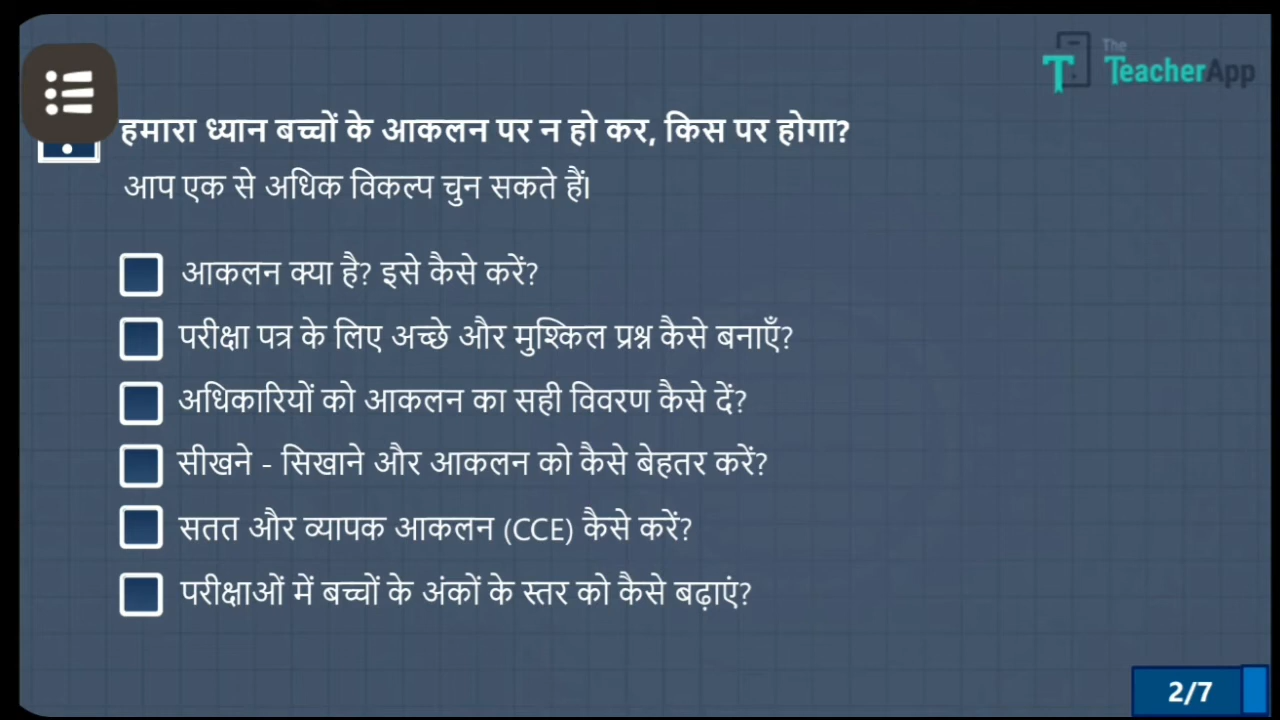 The
TeacherApp
हमारा ध्यान बच्चों के आकलन पर न हो कर, किस पर होगा?
आप एक से अधिक विकल्प चुन सकते हैं।
आकलन क्या है? इसे कैसे करें?
परीक्षा पत्र के लिए अच्छे और मुश्किल प्रश्न कैसे बनाएँ?
अधिकारियों को आकलन का सही विवरण कैसे दें?
सीखने - सिखाने और आकलन को कैसे बेहतर करें?
सतत और व्यापक आकलन (CCE) कैसे करें?
परीक्षाओं में बच्चों के अंकों के स्तर को कैसे बढ़ाएं?
2/7